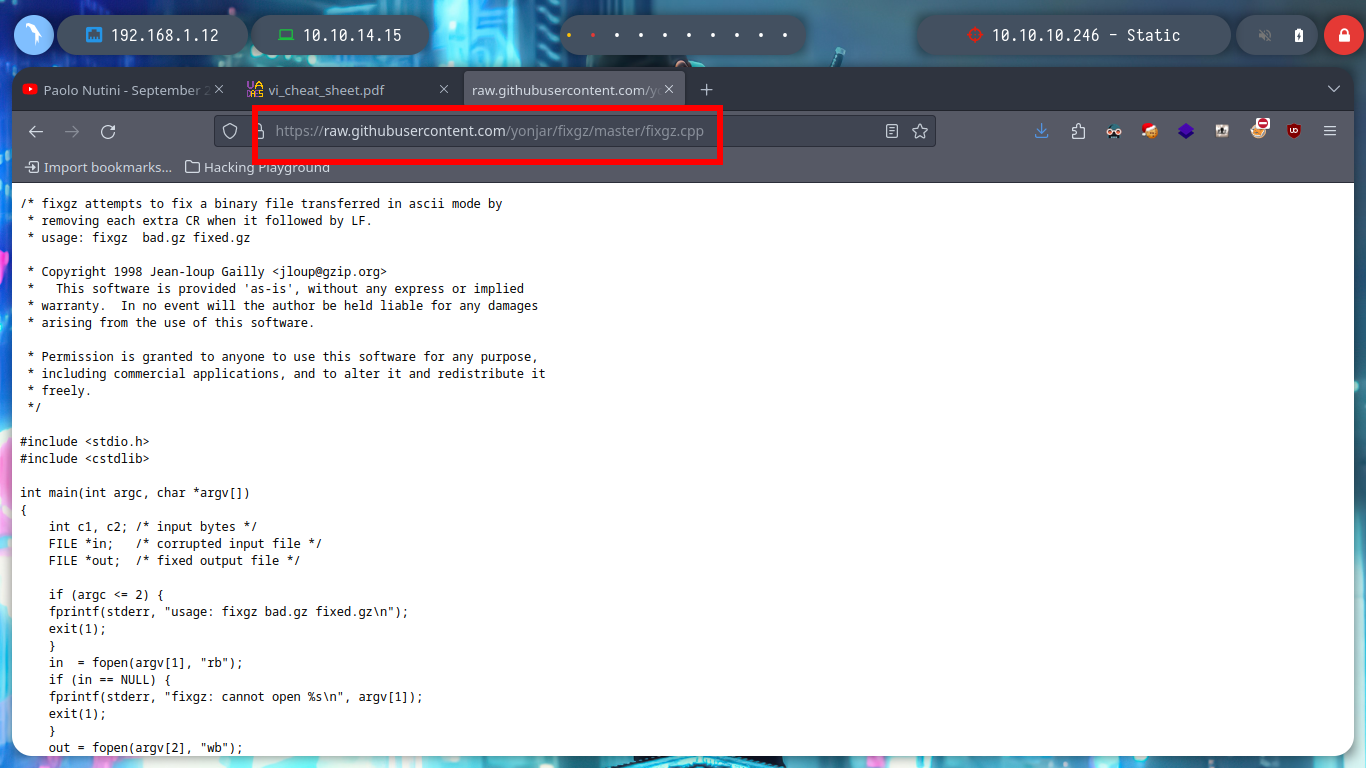 192.168.1.12
10.10.14.15
10.10.10.246 - Static
Paolo Nutini - September 2
vi_cheat_sheet.pdf
raw.githubusercontent.com/yo
https://raw.githubusercontent.com/yonjar/fixgz/master/fixgz.cpp
Import bookmarks...
Hacking Playground
/* fixgz attempts to fix a binary file transferred in ascii mode by
 * removing each extra CR when it followed by LF.
 * usage: fixgz  bad.gz fixed.gz

 * Copyright 1998 Jean-loup Gailly <jloup@gzip.org>
 *   This software is provided 'as-is', without any express or implied
 * warranty.  In no event will the author be held liable for any damages
 * arising from the use of this software.

 * Permission is granted to anyone to use this software for any purpose,
 * including commercial applications, and to alter it and redistribute it
 * freely.
 */

#include <stdio.h>
#include <cstdlib>

int main(int argc, char *argv[])
{
    int c1, c2; /* input bytes */
    FILE *in;   /* corrupted input file */
    FILE *out;  /* fixed output file */

    if (argc <= 2) {
    fprintf(stderr, "usage: fixgz bad.gz fixed.gz\n");
    exit(1);
    }
    in  = fopen(argv[1], "rb");
    if (in == NULL) {
    fprintf(stderr, "fixgz: cannot open %s\n", argv[1]);
    exit(1);
    }
    out = fopen(argv[2], "wb");